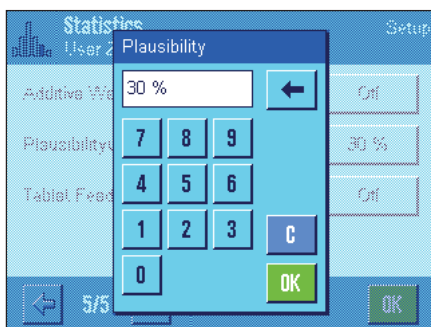 Statistics
Setup
User 2
Plausibility
30 %
Additive We
Off
7 8 9
Plausibility
30 %
4 5 6
Tablet Feed
Off
1 2 3
C
0
OK
5/5
OK